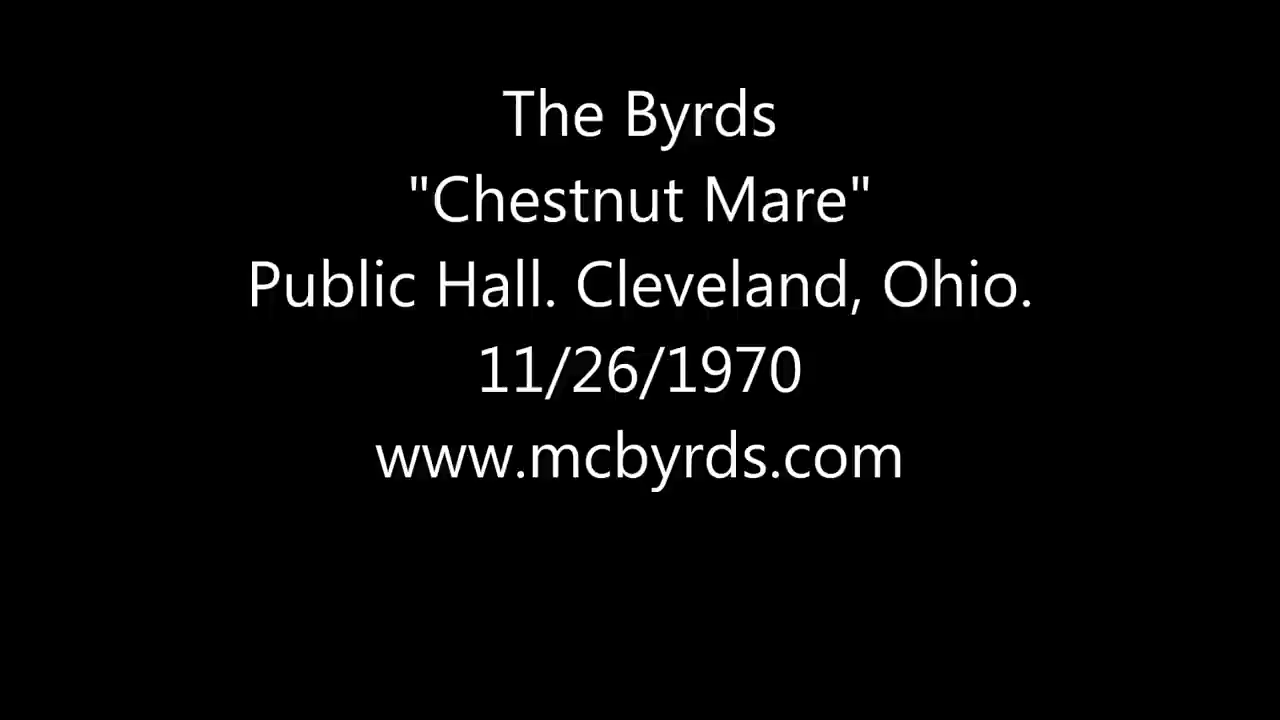 The Byrds
"Chestnut Mare"
Public Hall. Cleveland, Ohio.
11/26/1970
www.mcbyrds.com